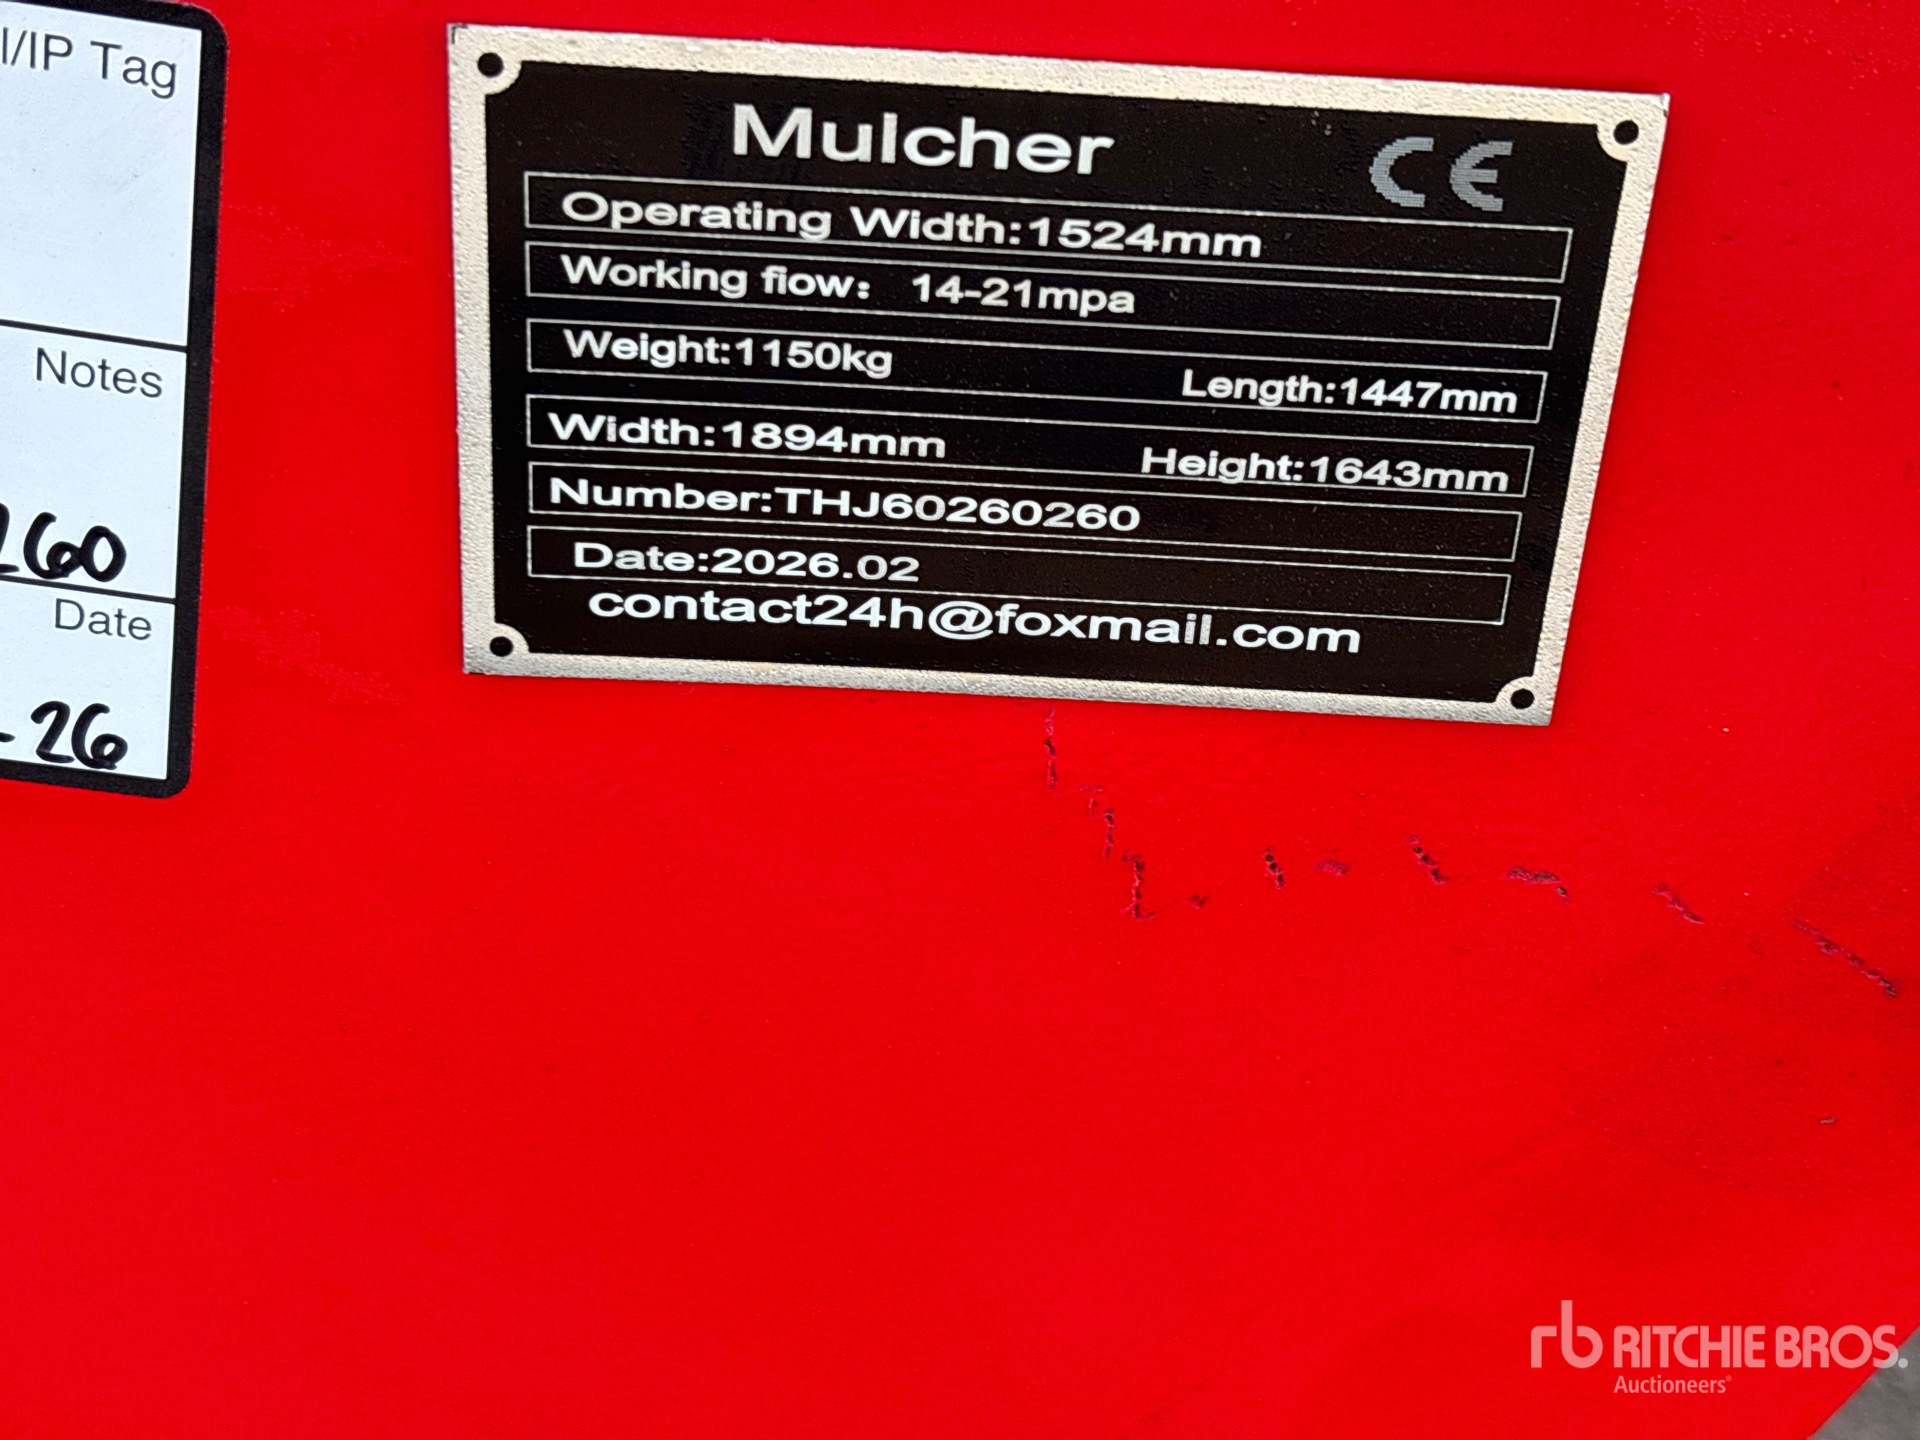 I/IP Tag
Notes
260
Date
- 26
Mulcher CE
Operating Width:1524mm
Working flow: 14-21mpa
Weight:1150kg Length:1447mm
Width:1894mm Height:1643mm
Number:THJ60260260
Date:2026.02
contact24h@foxmail.com
rb RITCHIE BROS.
Auctioneers